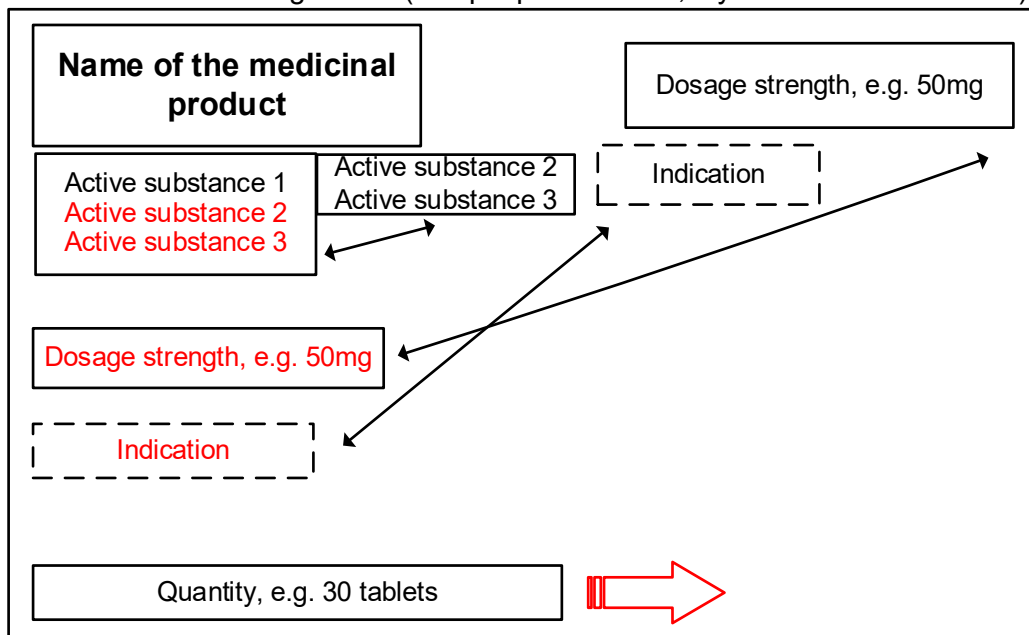 Name of the medicinal
product
Dosage strength, e.g. 50mg
Active substance 1
Active substance 2
Active substance 3
Active substance 2
Active substance 3
Indication
Dosage strength, e.g. 50mg
Indication
Quantity, e.g. 30 tablets